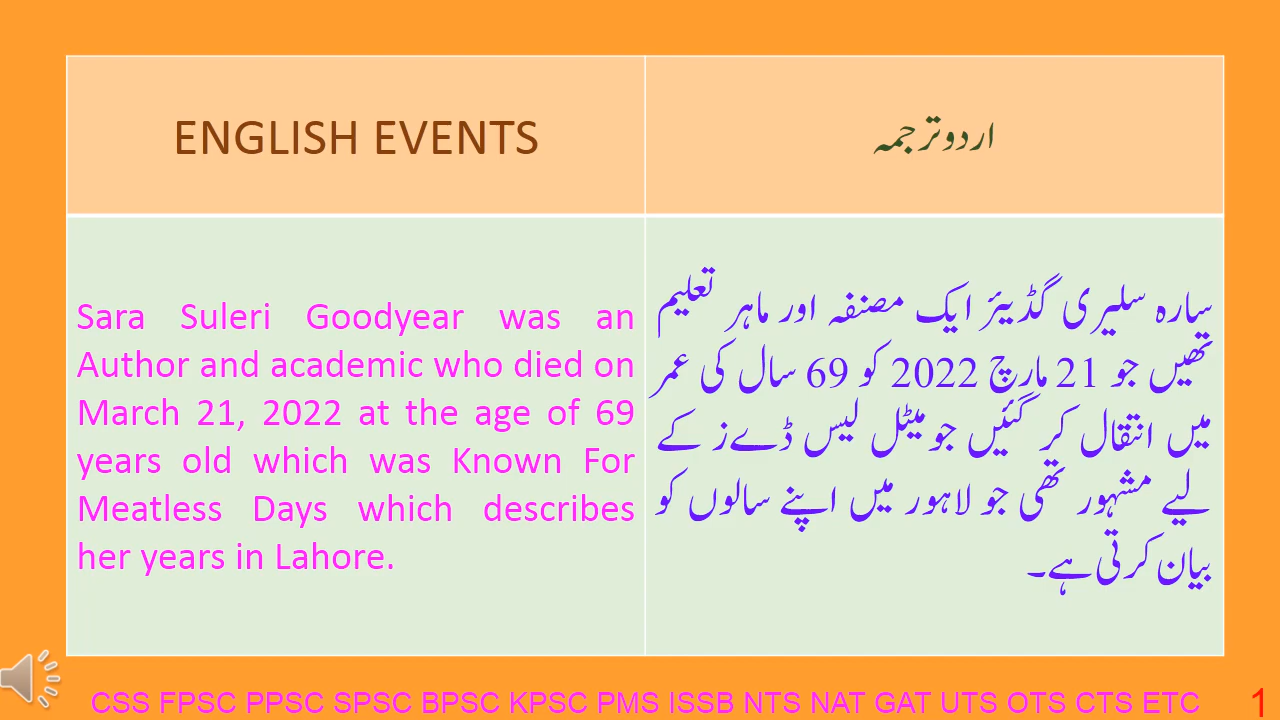 ENGLISH EVENTS
اردو ترجمہ
Sara Suleri Goodyear was an
Author and academic who died on
March 21, 2022 at the age of 69
years old which was Known For
Meatless Days which describes
her years in Lahore.
سارہ سلیری گڈیئر ایک مصنفہ اور ماہر تعلیم
تھیں جو 21 مارچ 2022 کو 69 سال کی عمر
میں انتقال کر گئیں جو میٹل لیس ڈےز کے
لیے مشہور تھی جو لاہور میں اپنے سالوں کو
بیان کرتی ہے۔
CSS FPSC PPSC SPSC BPSC KPSC PMS ISSB NTS NAT GAT UTS OTS CTS ETC
1